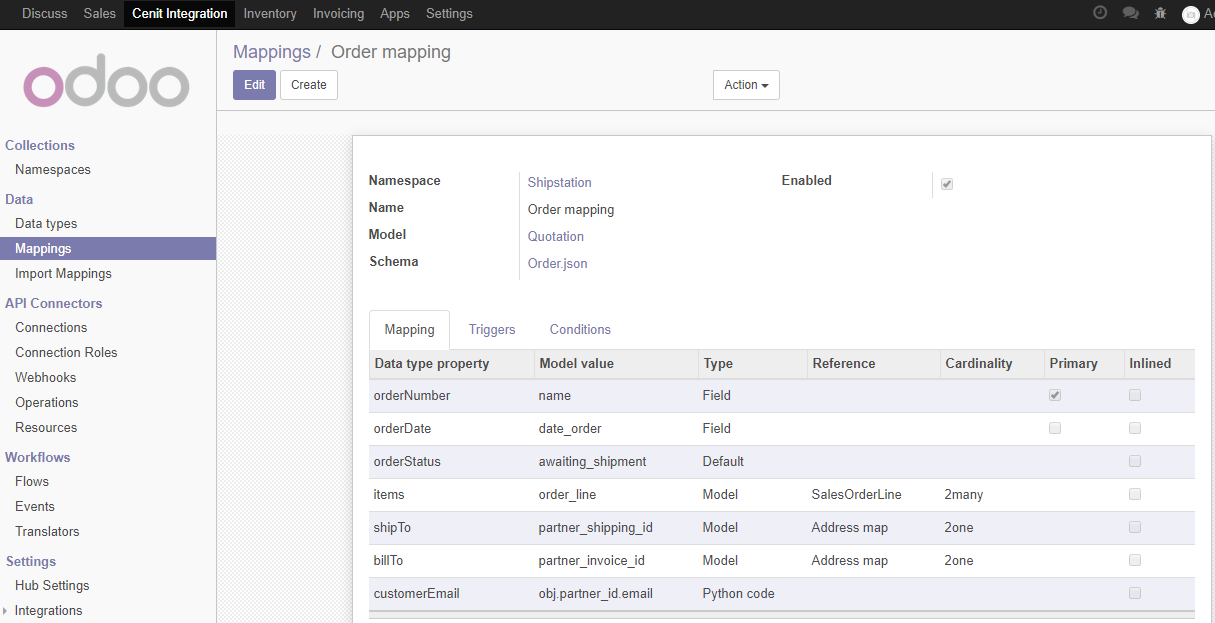 Discuss Sales Cenit Integration Inventory Invoicing Apps Settings
odoo
Collections
Namespaces
Data
Data types
Mappings
Import Mappings
API Connectors
Connections
Connection Roles
Webhooks
Operations
Resources
Workflows
Flows
Events
Translators
Settings
Hub Settings
Integrations
Mappings / Order mapping
Edit Create Action
Namespace Shipstation Enabled
Name Order mapping
Model Quotation
Schema Order.json
Mapping Triggers Conditions
Data type property Model value Type Reference Cardinality Primary Inlined
orderNumber name Field
orderDate date_order Field
orderStatus awaiting_shipment Default
items order_line Model SalesOrderLine 2many
shipTo partner_shipping_id Model Address map 2one
billTo partner_invoice_id Model Address map 2one
customerEmail obj.partner_id.email Python code